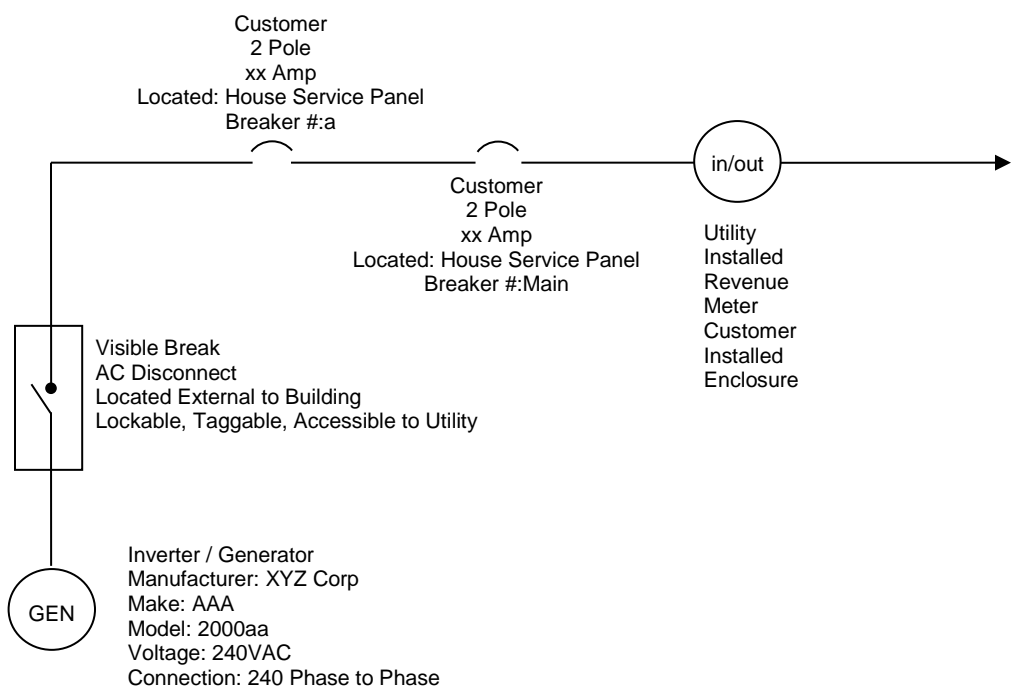 Customer
2 Pole
xx Amp
Located: House Service Panel
Breaker #:a
in/out
Customer
2 Pole
xx Amp
Located: House Service Panel
Breaker #:Main
Utility
Installed
Revenue
Meter
Customer
Installed
Enclosure
Visible Break
AC Disconnect
Located External to Building
Lockable, Taggable, Accessible to Utility
GEN
Inverter / Generator
Manufacturer: XYZ Corp
Make: AAA
Model: 2000aa
Voltage: 240VAC
Connection: 240 Phase to Phase